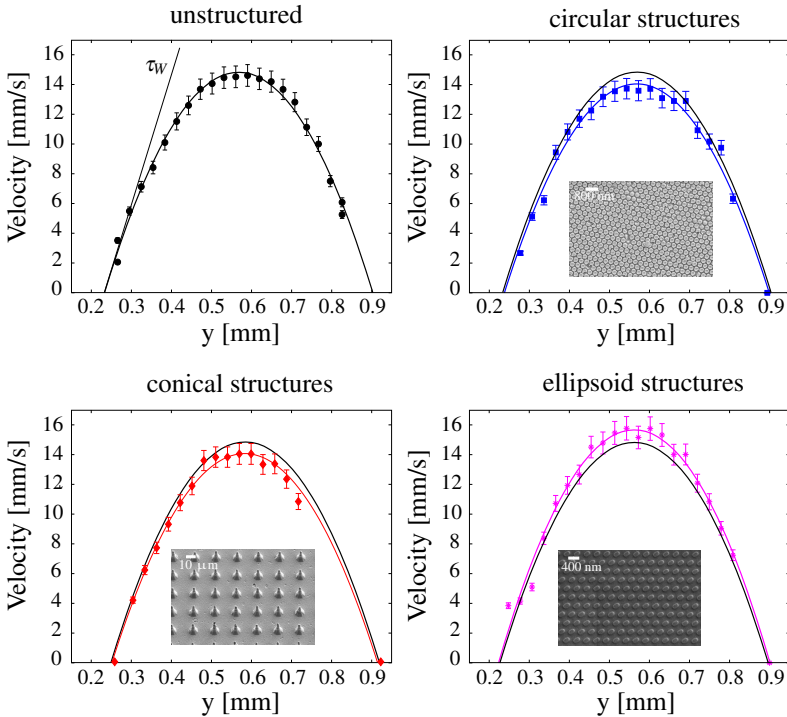 unstructured
Velocity [mm/s]
16
14
12
10
8
6
4
2
0
τW
0.2 0.3 0.4 0.5 0.6 0.7 0.8 0.9
y [mm]
circular structures
Velocity [mm/s]
16
14
12
10
8
6
4
2
0
800 nm
0.2 0.3 0.4 0.5 0.6 0.7 0.8 0.9
y [mm]
conical structures
Velocity [mm/s]
16
14
12
10
8
6
4
2
0
10 μm
0.2 0.3 0.4 0.5 0.6 0.7 0.8 0.9
y [mm]
ellipsoid structures
Velocity [mm/s]
16
14
12
10
8
6
4
2
0
400 nm
0.2 0.3 0.4 0.5 0.6 0.7 0.8 0.9
y [mm]